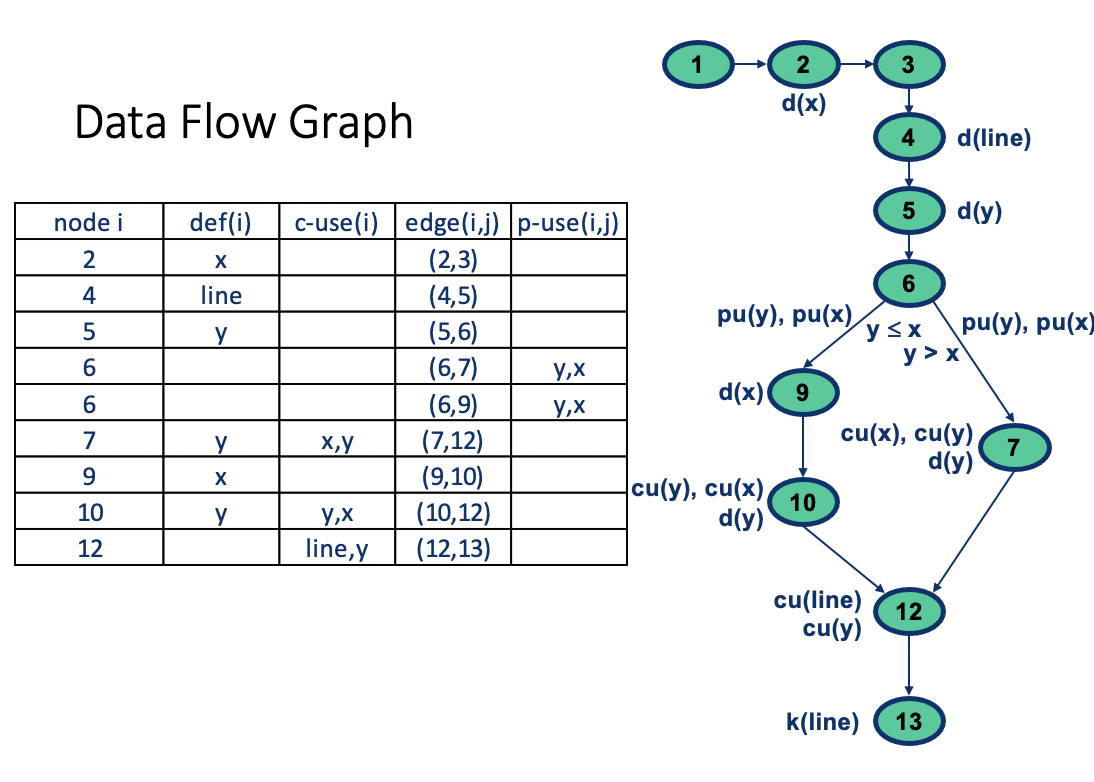 Data Flow Graph
node i def(i) c-use(i) edge(i,j) p-use(i,j)
2 x (2,3)
4 line (4,5)
5 y (5,6)
6 (6,7) y,x
6 (6,9) y,x
7 y x,y (7,12)
9 x (9,10)
10 y y,x (10,12)
12 line,y (12,13)
1 2 3
d(x)
4 d(line)
5 d(y)
6
pu(y), pu(x) y ≤ x pu(y), pu(x)
y > x
d(x) 9
cu(x), cu(y) 7
d(y)
cu(y), cu(x) 10
d(y)
cu(line) 12
cu(y)
k(line) 13